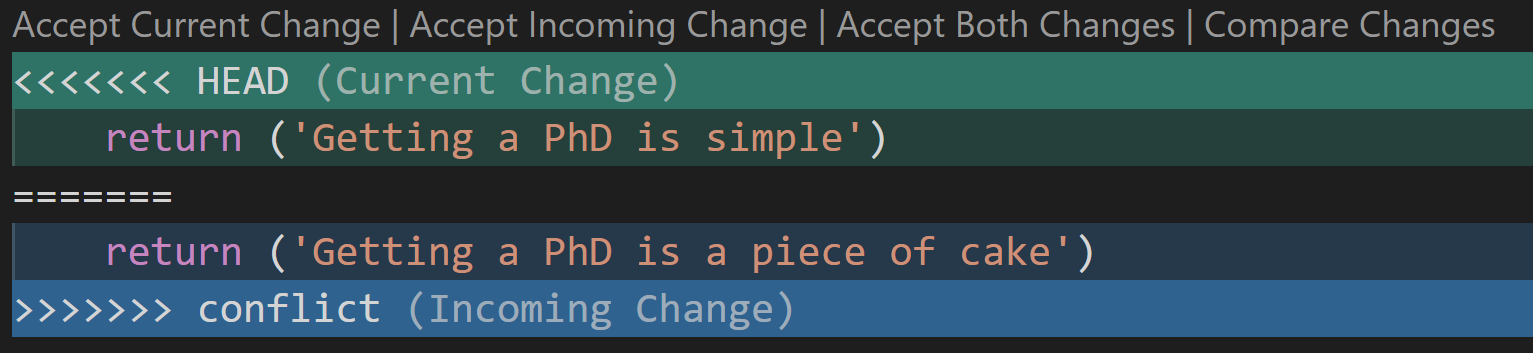 Accept Current Change | Accept Incoming Change | Accept Both Changes | Compare Changes
<<<<<<< HEAD (Current Change)
    return ('Getting a PhD is simple')
=======
    return ('Getting a PhD is a piece of cake')
>>>>>>> conflict (Incoming Change)